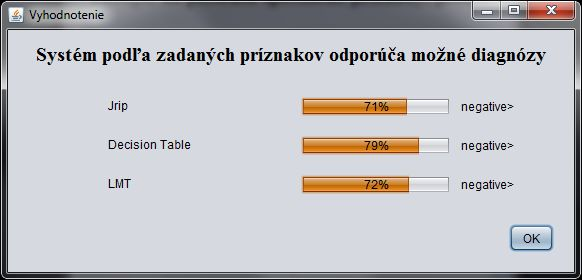 Vyhodnotenie
Systém podľa zadaných príznakov odporúča možné diagnózy
Jrip 71% negative>
Decision Table 79% negative>
LMT 72% negative>
OK